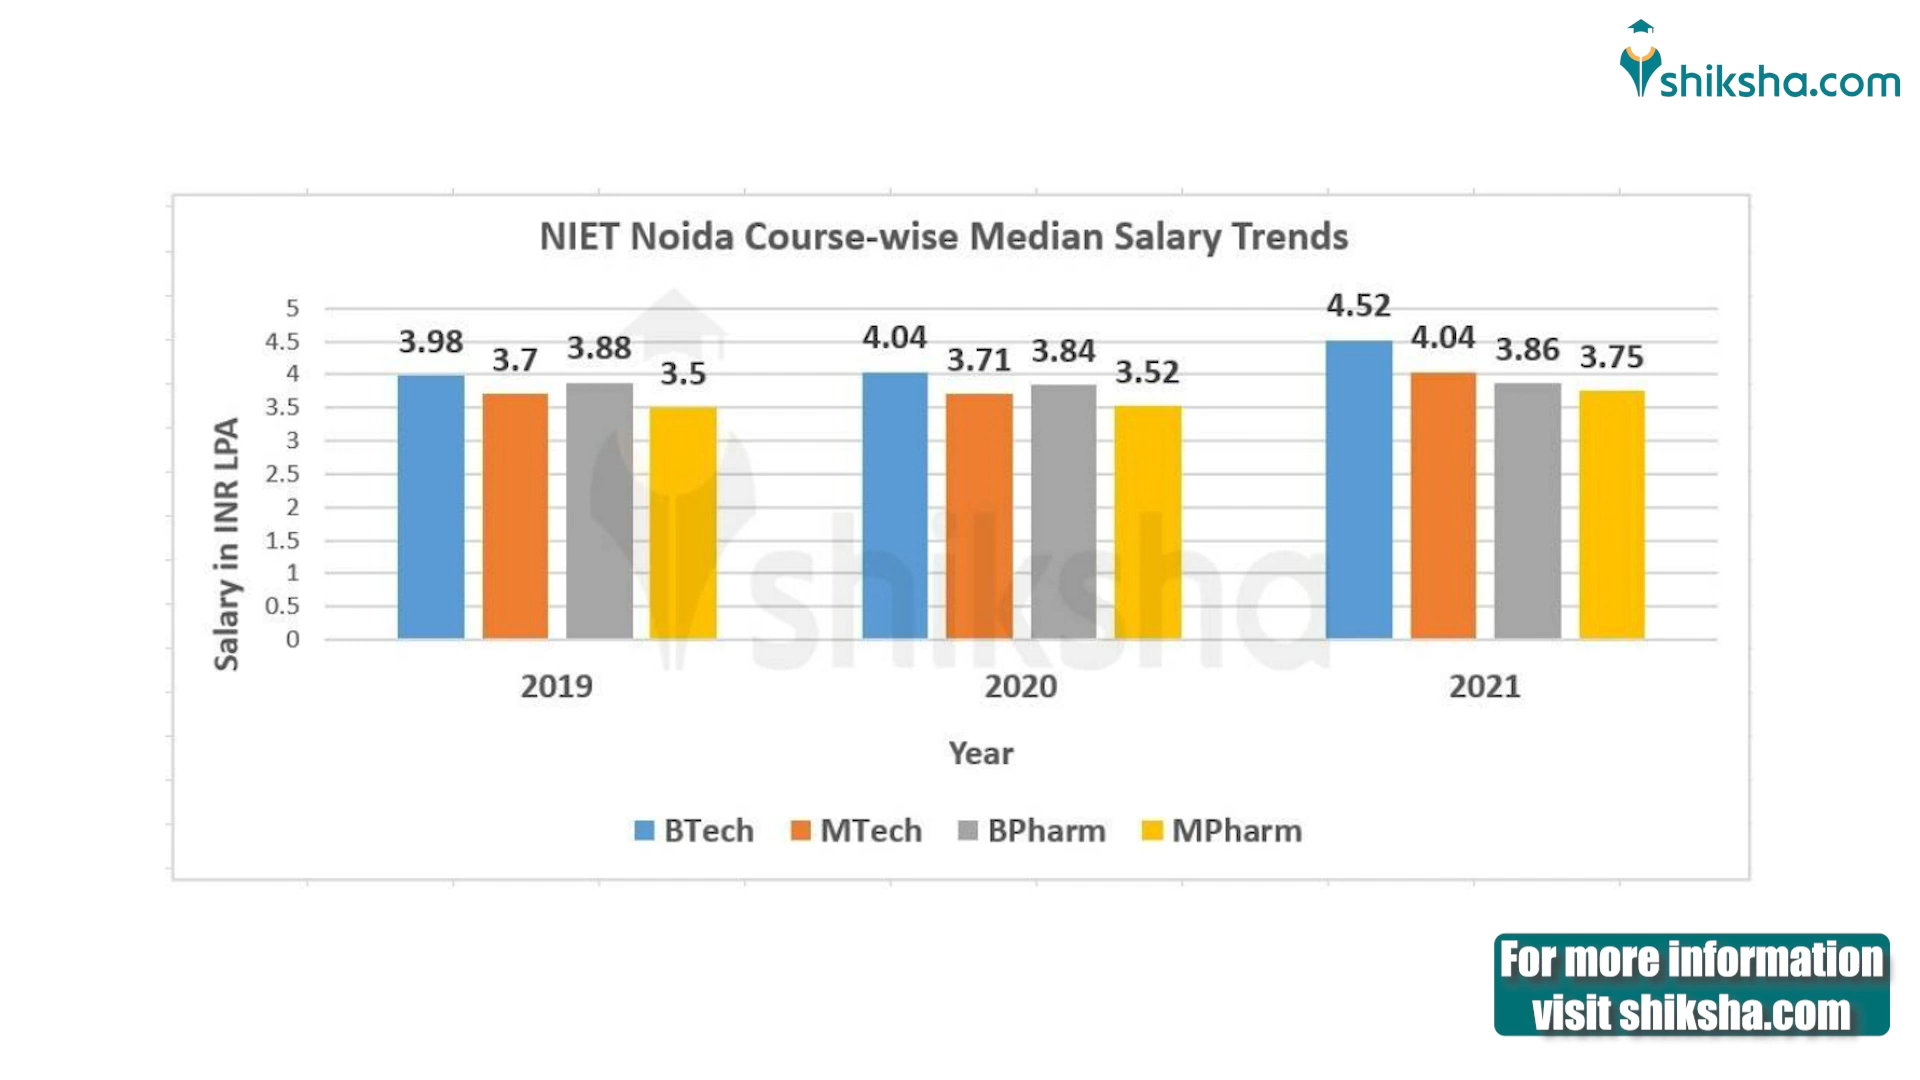 shiksha.com
NIET Noida Course-wise Median Salary Trends
Salary in INR LPA
5
4.5
4
3.5
3
2.5
2
1.5
1
0.5
0
3.98 3.7 3.88 3.5
4.04 3.71 3.84 3.52
4.52 4.04 3.86 3.75
shiksha
2019 2020 2021
Year
BTech MTech BPharm MPharm
For more information
visit shiksha.com